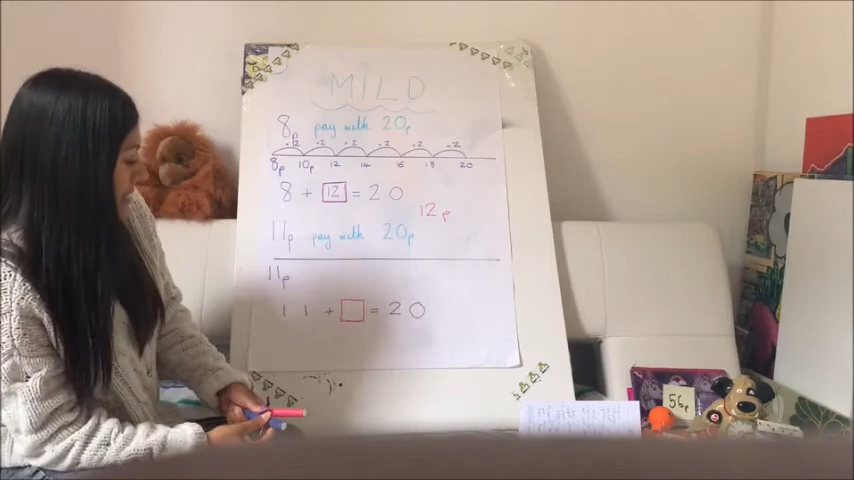 MILD
8p pay with 20p
+2 +2 +2 +2 +2 +2
8p 10p 12 14 16 18 20
8 + 12 = 20
12p
11p pay with 20p
11p
11 + = 20
56p